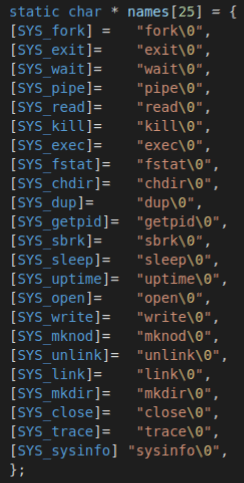 static char * names[25] = {
[SYS_fork] =   "fork\0",
[SYS_exit]=    "exit\0",
[SYS_wait]=    "wait\0",
[SYS_pipe]=    "pipe\0",
[SYS_read]=    "read\0",
[SYS_kill]=    "kill\0",
[SYS_exec]=    "exec\0",
[SYS_fstat]=   "fstat\0",
[SYS_chdir]=   "chdir\0",
[SYS_dup]=     "dup\0",
[SYS_getpid]=  "getpid\0",
[SYS_sbrk]=    "sbrk\0",
[SYS_sleep]=   "sleep\0",
[SYS_uptime]=  "uptime\0",
[SYS_open]=    "open\0",
[SYS_write]=   "write\0",
[SYS_mknod]=   "mknod\0",
[SYS_unlink]=  "unlink\0",
[SYS_link]=    "link\0",
[SYS_mkdir]=   "mkdir\0",
[SYS_close]=   "close\0",
[SYS_trace]=   "trace\0",
[SYS_sysinfo] "sysinfo\0",
};